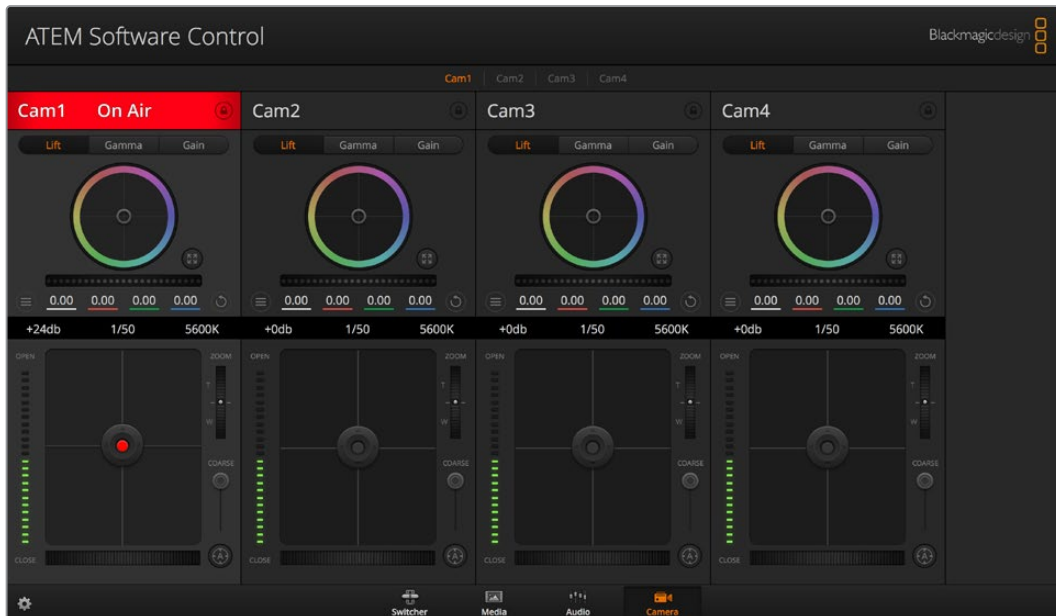 ATEM Software Control
Blackmagicdesign
Cam1 Cam2 Cam3 Cam4
Cam1 On Air Cam2 Cam3 Cam4
Lift Gamma Gain Lift Gamma Gain Lift Gamma Gain Lift Gamma Gain
0.00 0.00 0.00 0.00 0.00 0.00 0.00 0.00 0.00 0.00 0.00 0.00 0.00 0.00 0.00 0.00
+24db 1/50 5600K +0db 1/50 5600K +0db 1/50 5600K +0db 1/50 5600K
OPEN ZOOM OPEN ZOOM OPEN ZOOM OPEN ZOOM
T T T T
W W W W
COARSE COARSE COARSE COARSE
CLOSE A CLOSE A CLOSE A CLOSE A
Switcher Media Audio Camera